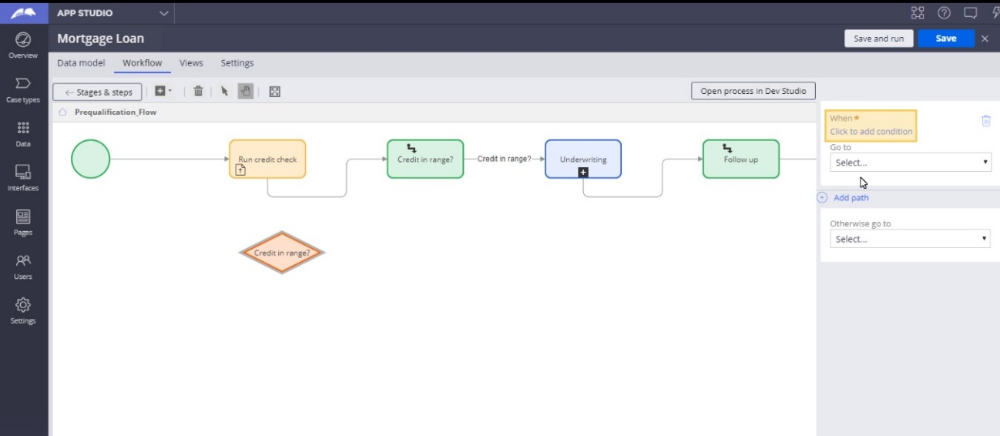 APP STUDIO
Mortgage Loan
Save and run
Save
Overview
Data model
Workflow
Views
Settings
← Stages & steps
Open process in Dev Studio
Case types
Prequalification_Flow
When *
Click to add condition
Go to
Select...
Add path
Otherwise go to
Select...
Data
Interfaces
Pages
Users
Settings
Run credit check
Credit in range?
Credit in range?
Underwriting
Follow up
Credit in range?